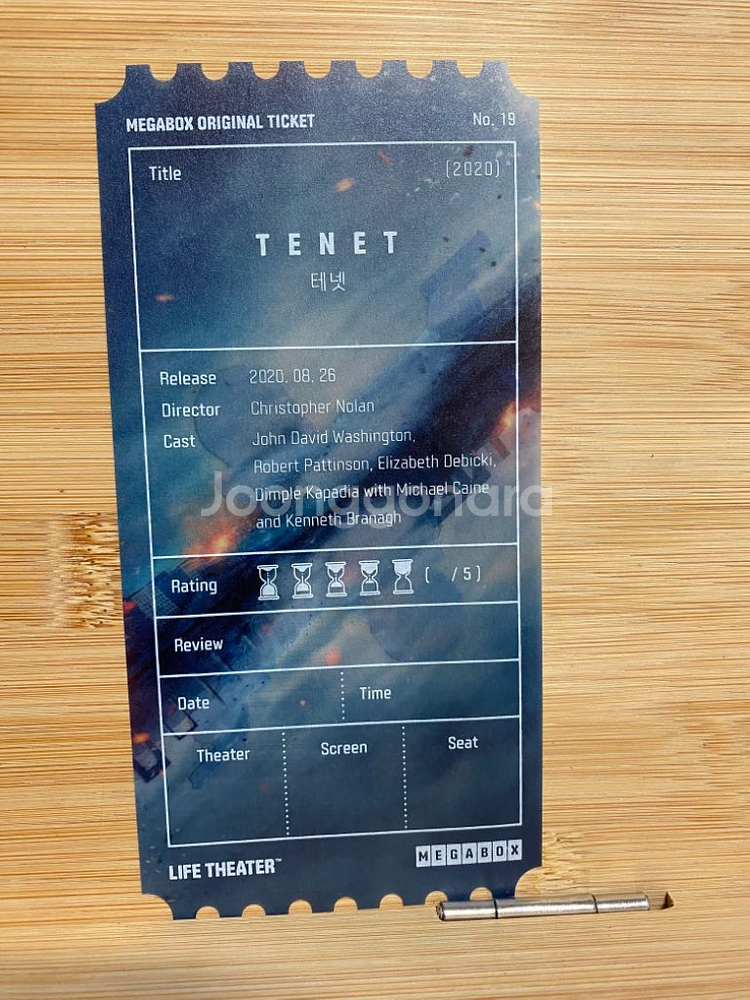 MEGABOX ORIGINAL TICKET No. 19
Title (2020)
TENET
테넷
Release 2020. 08. 26
Director Christopher Nolan
Cast John David Washington,
Robert Pattinson, Elizabeth Debicki,
Dimple Kapadia with Michael Caine
and Kenneth Branagh
Joonggonara
Rating ( / 5)
Review
Date Time
Theater Screen Seat
LIFE THEATER™ MEGABOX